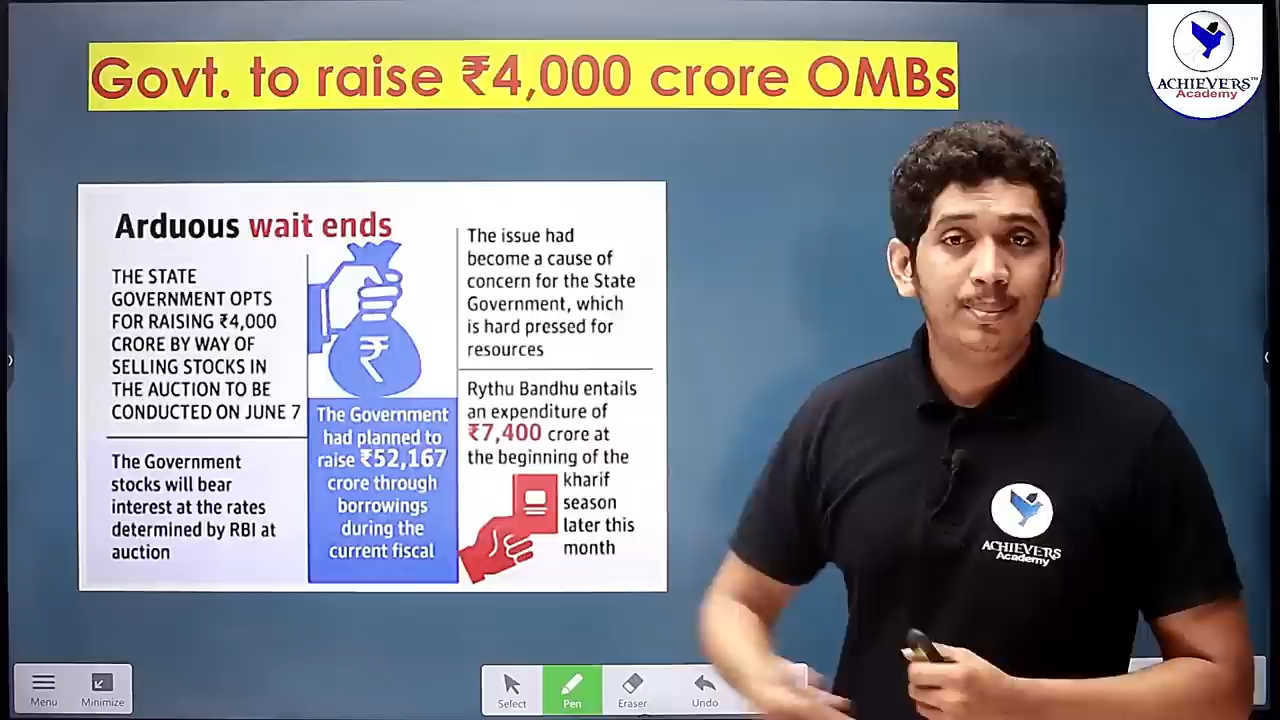 Govt. to raise ₹4,000 crore OMBs
ACHIEVERS™
Academy
Arduous wait ends
THE STATE
GOVERNMENT OPTS
FOR RAISING ₹4,000
CRORE BY WAY OF
SELLING STOCKS IN
THE AUCTION TO BE
CONDUCTED ON JUNE 7
The Government
stocks will bear
interest at the rates
determined by RBI at
auction
₹
The Government
had planned to
raise ₹52,167
crore through
borrowings
during the
current fiscal
The issue had
become a cause of
concern for the State
Government, which
is hard pressed for
resources
Rythu Bandhu entails
an expenditure of
₹7,400 crore at
the beginning of the
kharif
season
later this
month
ACHIEVERS
Academy
Menu
Minimize
Select
Pen
Eraser
Undo